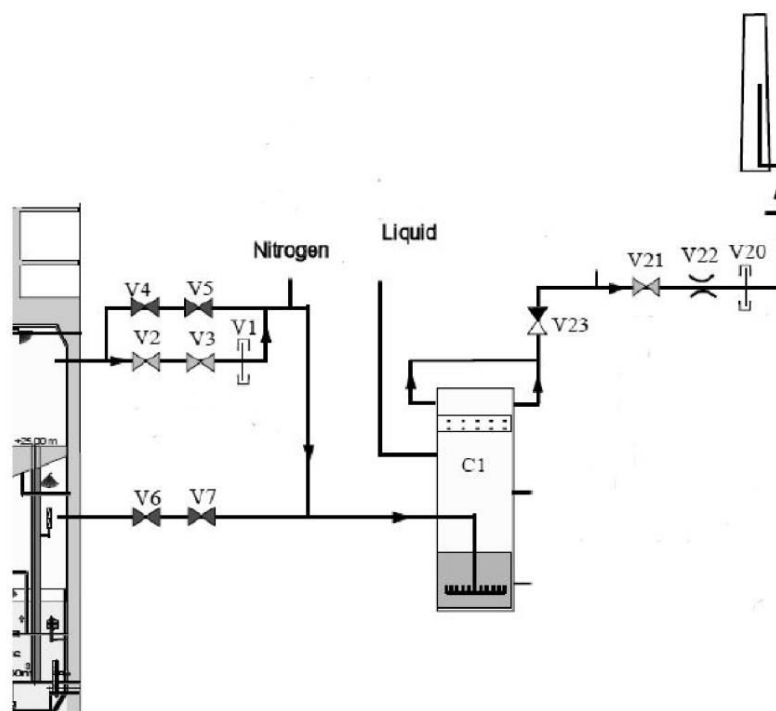 Liquid
Nitrogen
V21 V22 V20
V4 V5
V1
V2 V3
V23
+25,00 m
C1
V6 V7